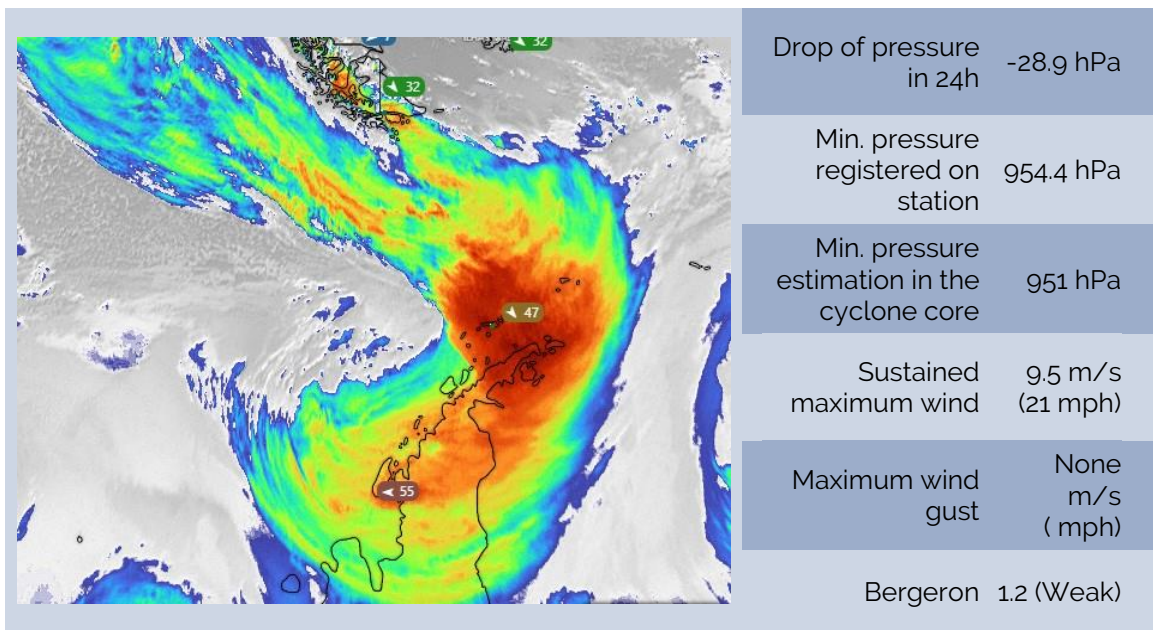 32
32
47
55
Drop of pressure
in 24h
-28.9 hPa
Min. pressure
registered on
station
954.4 hPa
Min. pressure
estimation in the
cyclone core
951 hPa
Sustained
maximum wind
9.5 m/s
(21 mph)
Maximum wind
gust
None
m/s
( mph)
Bergeron
1.2 (Weak)